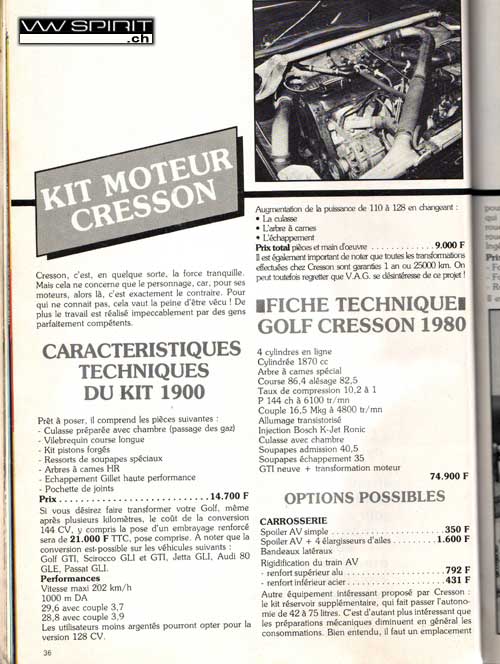 VW SPIRIT
.ch
KIT MOTEUR
CRESSON
Cresson, c'est, en quelque sorte, la force tranquille.
Mais cela ne concerne que le personnage, car, pour ses
moteurs, alors là, c'est exactement le contraire. Pour
qui ne connait pas, cela vaut la peine d'être vécu ! De
plus le travail est réalisé impeccablement par des gens
parfaitement compétents.
CARACTERISTIQUES
TECHNIQUES
DU KIT 1900
Prêt à poser, il comprend les pièces suivantes :
- Culasse préparée avec chambre (passage des gaz)
- Vilebrequin course longue
- Kit pistons forgés
- Ressorts de soupapes spéciaux
- Arbres à cames HR
- Echappement Gillet haute performance
- Pochette de joints
Prix ............................ 14.700 F
Si vous désirez faire transformer votre Golf, même
après plusieurs kilomètres, le coût de la conversion
144 CV, y compris la pose d'un embrayage renforcé
sera de 21.000 F TTC, pose comprise. A noter que la
conversion est possible sur les véhicules suivants :
Golf GTI, Scirocco GLI et GTI, Jetta GLI, Audi 80
GLE, Passat GLI.
Performances
Vitesse maxi 202 km/h
1000 m DA
29,6 avec couple 3,7
28,8 avec couple 3,9
Les utilisateurs moins argentés pourront opter pour la
version 128 CV.
36
Augmentation de la puissance de 110 à 128 en changeant :
• La culasse
• L'arbre à cames
• L'échappement
Prix total pièces et main d'œuvre .............. 9.000 F
Il est également important de noter que toutes les transformations
effectuées chez Cresson sont garanties 1 an ou 25000 km. On
peut toutefois regretter que V.A.G. se désintéresse de ce projet !
FICHE TECHNIQUE
GOLF CRESSON 1980
4 cylindres en ligne
Cylindrée 1870 cc
Arbre à cames spécial
Course 86,4 alésage 82,5
Taux de compression 10,2 à 1
P 144 ch à 6100 tr/mn
Couple 16,5 Mkg à 4800 tr/mn
Allumage transistorisé
Injection Bosch K-Jet Ronic
Culasse avec chambre
Soupapes admission 40,5
Soupapes échappement 35
GTI neuve + transformation moteur
74.900 F
OPTIONS POSSIBLES
CARROSSERIE
Spoiler AV simple .................... 350 F
Spoiler AV + 4 élargisseurs d'ailes ......... 1.600 F
Bandeaux latéraux
Rigidification du train AV
- renfort supérieur alu .................. 792 F
- renfort inférieur acier .................. 431 F
Autre équipement intéressant proposé par Cresson :
le kit réservoir supplémentaire, qui fait passer l'autono-
mie de 42 à 75 litres. C'est d'autant plus intéressant que
les préparations mécaniques diminuent en général les
consommations. Bien entendu, il faut un emplacement